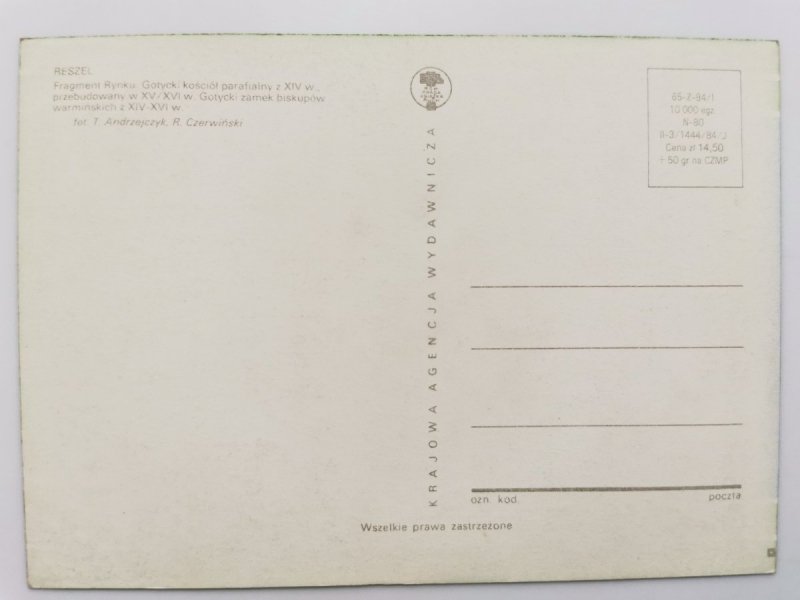 RESZEL
Fragment Rynku. Gotycki kościół parafialny z XIV w.,
przebudowany w XV/XVI w. Gotycki zamek biskupów
warmińskich z XIV-XVI w.
fot. T. Andrzejczyk, R. Czerwiński
KRAJOWA AGENCJA WYDAWNICZA
65-Z-94/1
10 000 egz.
N-80
II-3/1444/84/J
Cena zł 14,50
+ 50 gr na CZMP
ozn. kod.
poczta
Wszelkie prawa zastrzeżone